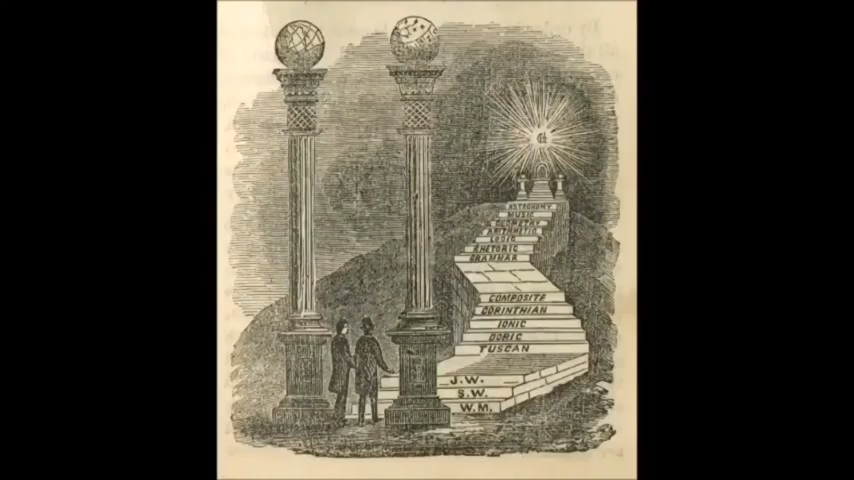 G
ASTRONOMY
MUSIC
GEOMETRY
ARITHMETIC
LOGIC
RHETORIC
GRAMMAR
COMPOSITE
CORINTHIAN
IONIC
DORIC
TUSCAN
J.W.
S.W.
W.M.